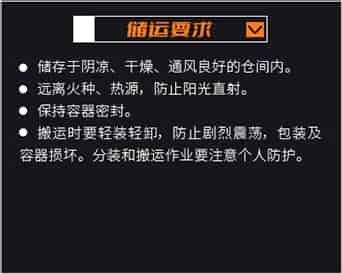 储运要求
● 储存于阴凉、干燥、通风良好的仓间内。
● 远离火种、热源，防止阳光直射。
● 保持容器密封。
● 搬运时要轻装轻卸，防止剧烈震荡，包装及
容器损坏。分装和搬运作业要注意个人防护。